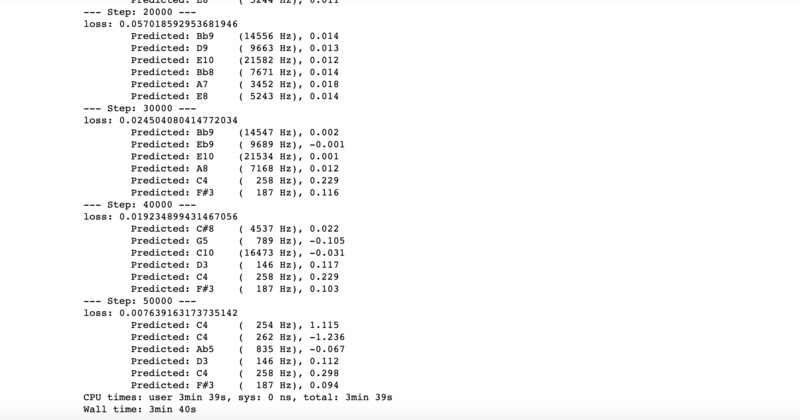 --- Step: 20000 ---
loss: 0.057018592953681946
Predicted: Bb9 (14556 Hz), 0.014
Predicted: D9 ( 9663 Hz), 0.013
Predicted: E10 (21582 Hz), 0.012
Predicted: Bb8 ( 7671 Hz), 0.014
Predicted: A7 ( 3452 Hz), 0.018
Predicted: E8 ( 5243 Hz), 0.014
--- Step: 30000 ---
loss: 0.024504080414772034
Predicted: Bb9 (14547 Hz), 0.002
Predicted: Eb9 ( 9689 Hz), -0.001
Predicted: E10 (21534 Hz), 0.001
Predicted: A8 ( 7168 Hz), 0.012
Predicted: C4 ( 258 Hz), 0.229
Predicted: F#3 ( 187 Hz), 0.116
--- Step: 40000 ---
loss: 0.019234899431467056
Predicted: C#8 ( 4537 Hz), 0.022
Predicted: G5 ( 789 Hz), -0.105
Predicted: C10 (16473 Hz), -0.031
Predicted: D3 ( 146 Hz), 0.117
Predicted: C4 ( 258 Hz), 0.229
Predicted: F#3 ( 187 Hz), 0.103
--- Step: 50000 ---
loss: 0.007639163173735142
Predicted: C4 ( 254 Hz), 1.115
Predicted: C4 ( 262 Hz), -1.236
Predicted: Ab5 ( 835 Hz), -0.067
Predicted: D3 ( 146 Hz), 0.112
Predicted: C4 ( 258 Hz), 0.298
Predicted: F#3 ( 187 Hz), 0.094
CPU times: user 3min 39s, sys: 0 ns, total: 3min 39s
Wall time: 3min 40s